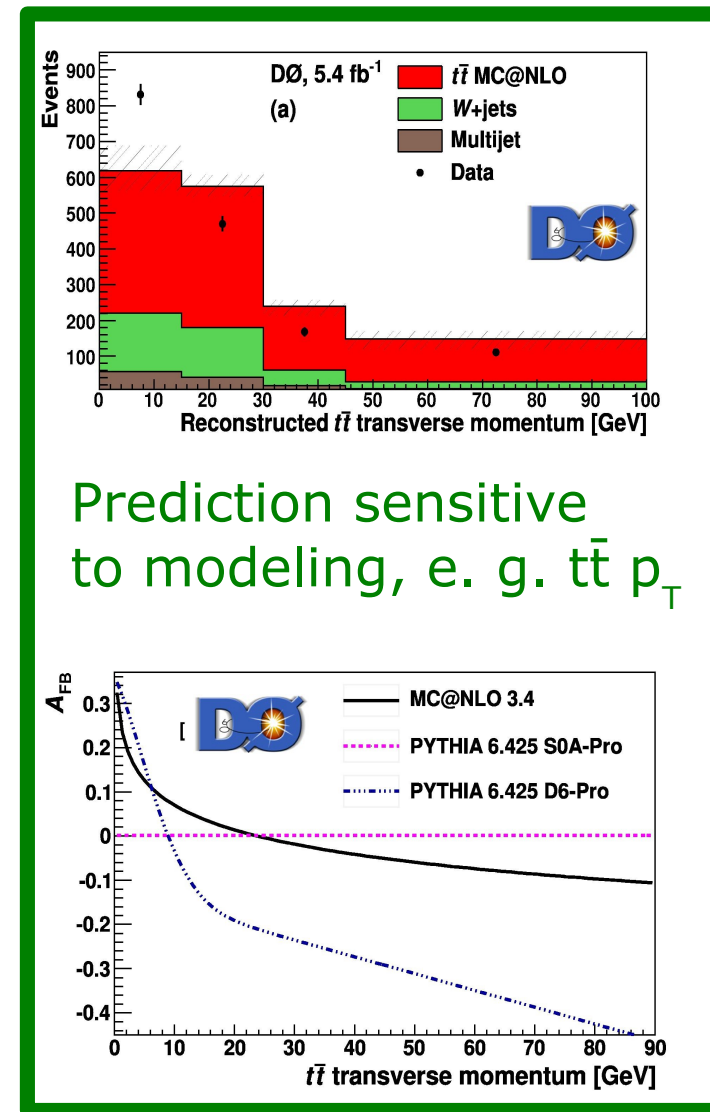 Events
900
800
700
600
500
400
300
200
100
DØ, 5.4 fb⁻¹
(a)
tt̄ MC@NLO
W+jets
Multijet
Data
DØ
0 10 20 30 40 50 60 70 80 90 100
Reconstructed tt̄ transverse momentum [GeV]
Prediction sensitive
to modeling, e. g. tt̄ p_T
A_FB
0.3
0.2
0.1
0
-0.1
-0.2
-0.3
-0.4
[ DØ
MC@NLO 3.4
PYTHIA 6.425 S0A-Pro
PYTHIA 6.425 D6-Pro
0 10 20 30 40 50 60 70 80 90
tt̄ transverse momentum [GeV]